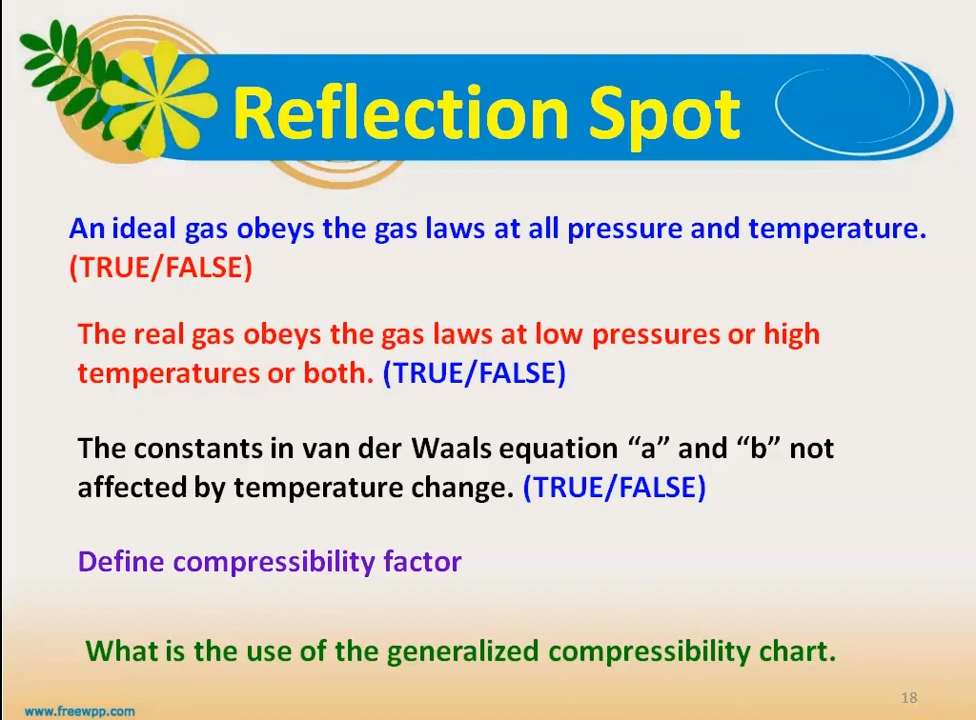 Reflection Spot
An ideal gas obeys the gas laws at all pressure and temperature.
(TRUE/FALSE)
The real gas obeys the gas laws at low pressures or high
temperatures or both. (TRUE/FALSE)
The constants in van der Waals equation “a” and “b” not
affected by temperature change. (TRUE/FALSE)
Define compressibility factor
What is the use of the generalized compressibility chart.
18
www.freewpp.com